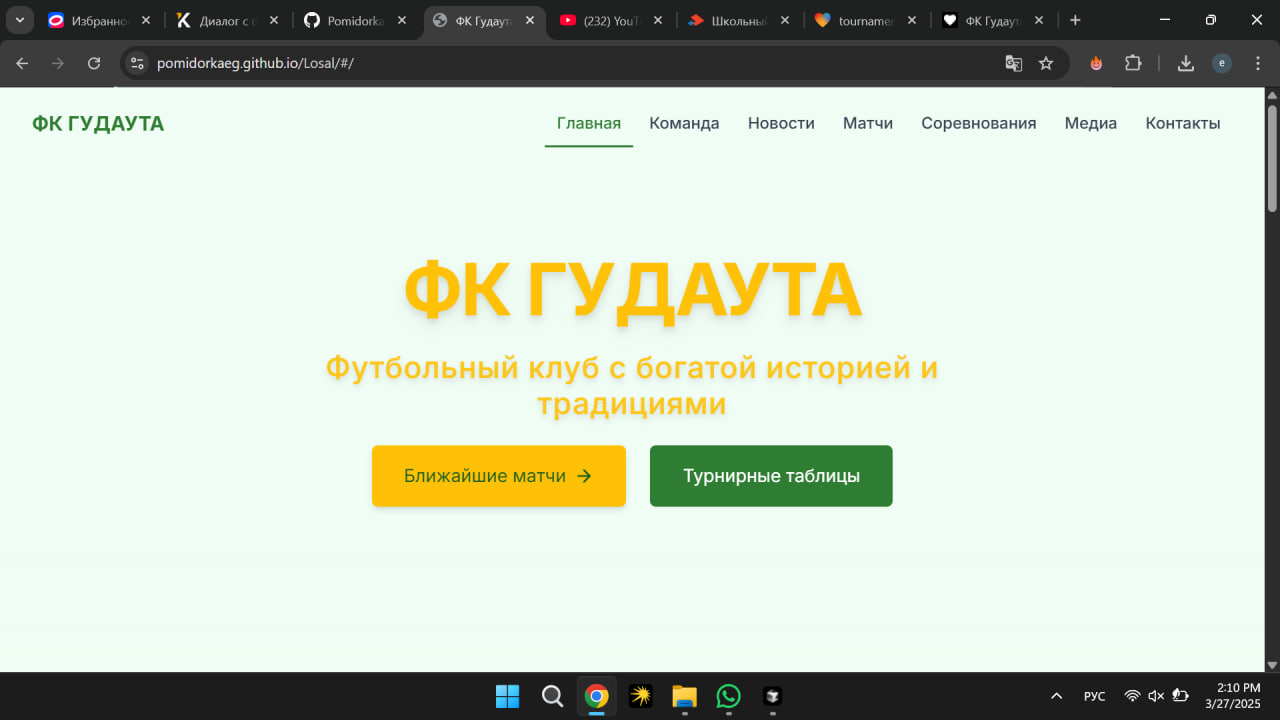 Избранно
Диалог с
Pomidorka
ФК Гудаут
(232) YouT
Школьный
tournamen
ФК Гудаут
pomidorkaeg.github.io/Losal/#/
e
ФК ГУДАУТА
Главная
Команда
Новости
Матчи
Соревнования
Медиа
Контакты
ФК ГУДАУТА
Футбольный клуб с богатой историей и
традициями
Ближайшие матчи →
Турнирные таблицы
РУС
2:10 PM
3/27/2025